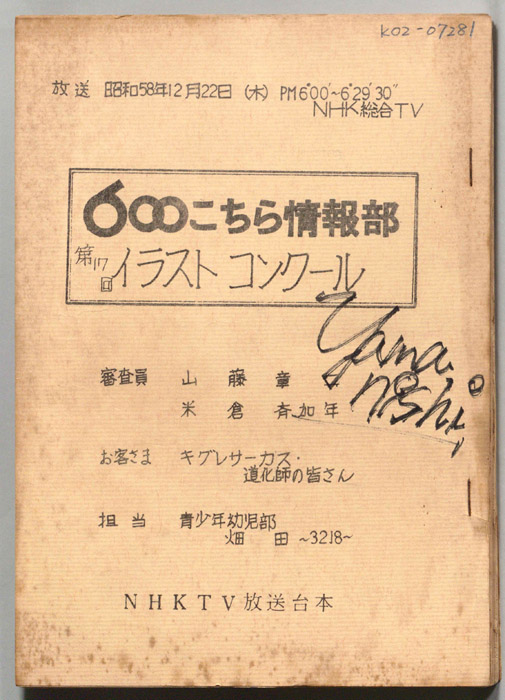 K02-07281
放送 昭和58年12月22日(木) PM6°00′~6°29′30″
NHK総合TV
600こちら情報部
第17回イラストコンクール
Yama
nishi
審査員 山藤章
米倉斉加年
お客さま キグレサーカス・
道化師の皆さん
担当 青少年幼児部
畑田 ~3218~
NHKTV放送台本